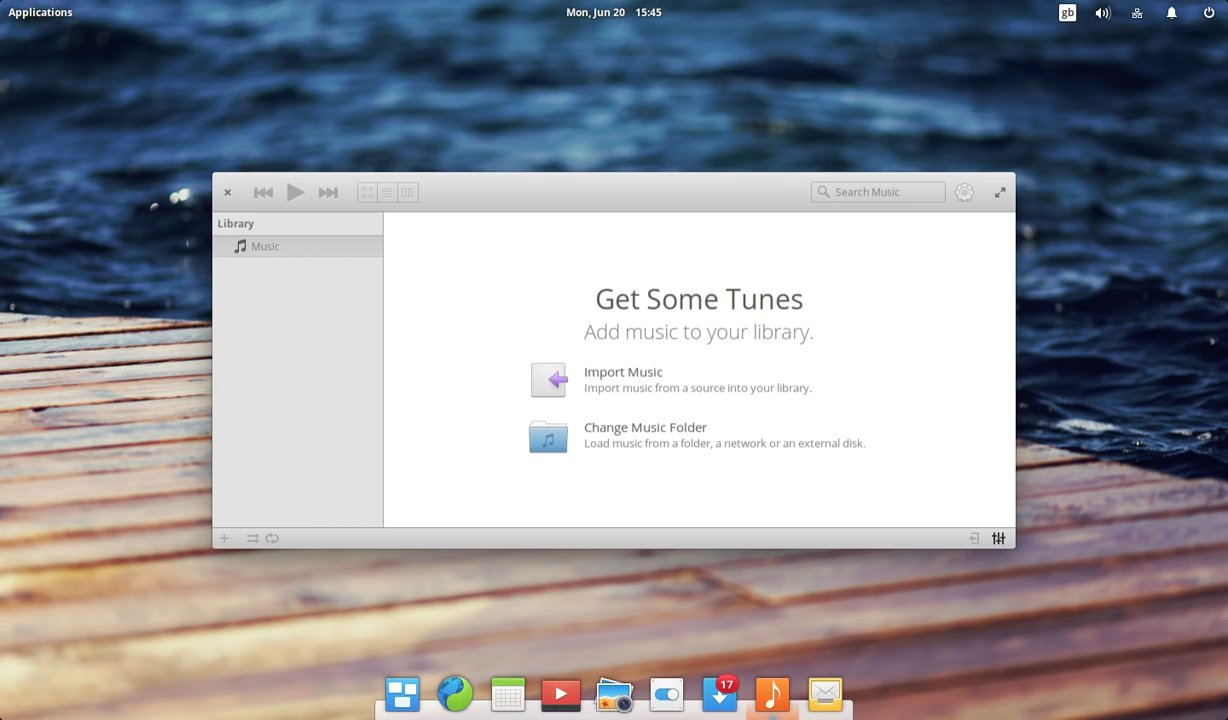 Applications
Mon, Jun 20 15:45
gb
Search Music
Library
Music
Get Some Tunes
Add music to your library.
Import Music
Import music from a source into your library.
Change Music Folder
Load music from a folder, a network or an external disk.
17